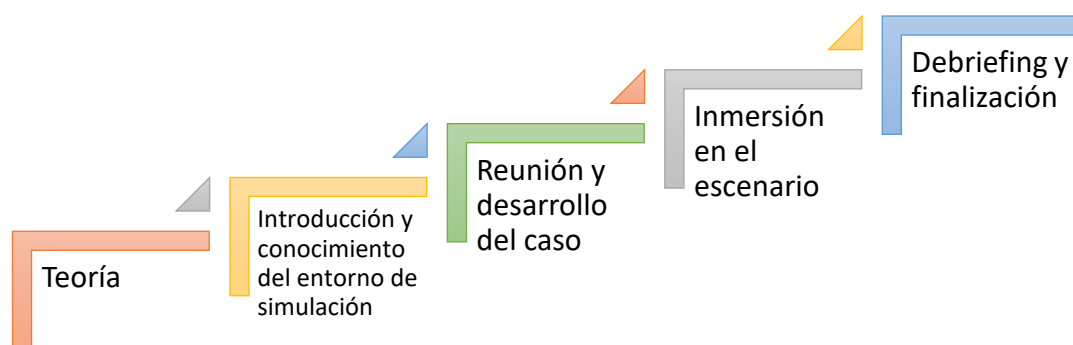 Teoría
Introducción y
conocimiento
del entorno de
simulación
Reunión y
desarrollo
del caso
Inmersión
en el
escenario
Debriefing y
finalización